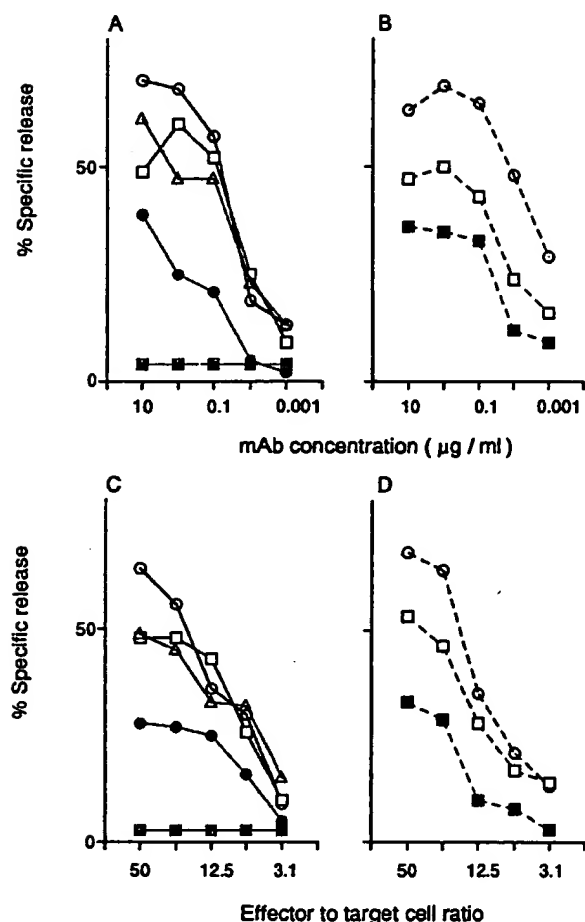 A
B
% Specific release
50
0
10 0.1 0.001
10 0.1 0.001
mAb concentration ( µg / ml )
C
D
% Specific release
50
0
50 12.5 3.1
50 12.5 3.1
Effector to target cell ratio